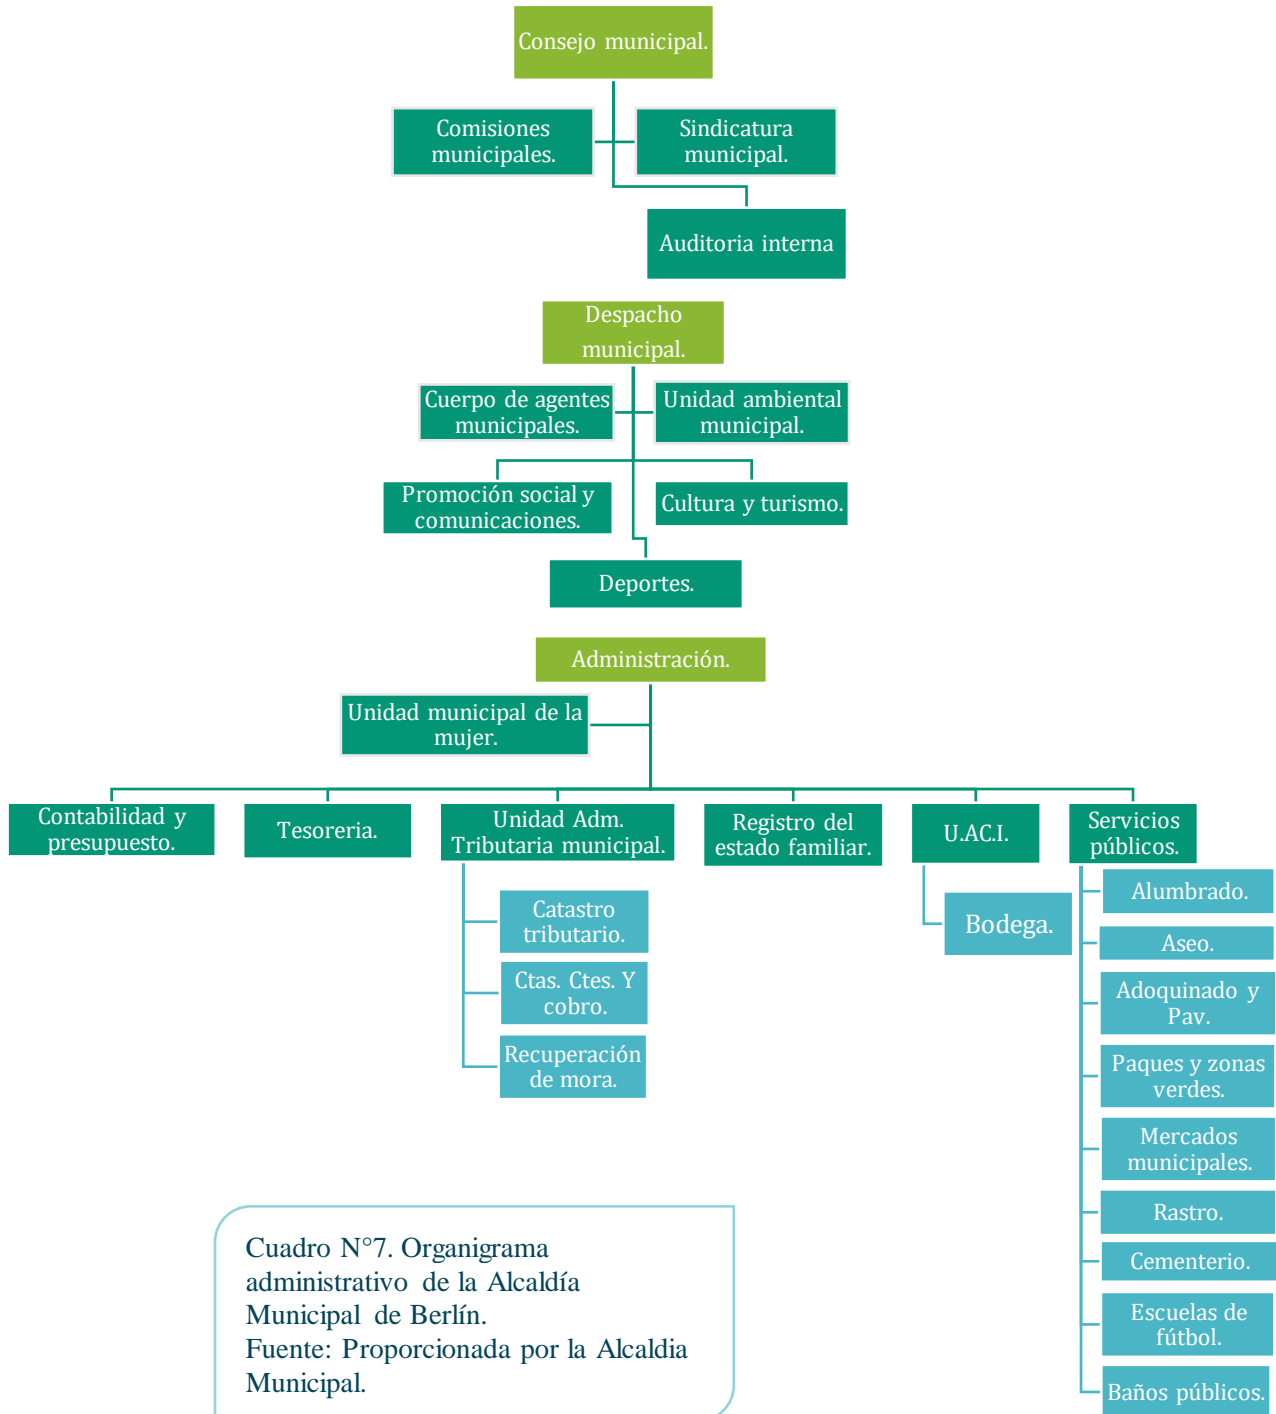 Consejo municipal.
Comisiones
municipales.
Sindicatura
municipal.
Auditoria interna
Despacho
municipal.
Cuerpo de agentes
municipales.
Unidad ambiental
municipal.
Promoción social y
comunicaciones.
Cultura y turismo.
Deportes.
Administración.
Unidad municipal de la
mujer.
Contabilidad y
presupuesto.
Tesoreria.
Unidad Adm.
Tributaria municipal.
Registro del
estado familiar.
U.AC.I.
Servicios
públicos.
Catastro
tributario.
Ctas. Ctes. Y
cobro.
Recuperación
de mora.
Bodega.
Alumbrado.
Aseo.
Adoquinado y
Pav.
Paques y zonas
verdes.
Mercados
municipales.
Rastro.
Cementerio.
Escuelas de
fútbol.
Baños públicos.
Cuadro N°7. Organigrama
administrativo de la Alcaldía
Municipal de Berlín.
Fuente: Proporcionada por la Alcaldia
Municipal.